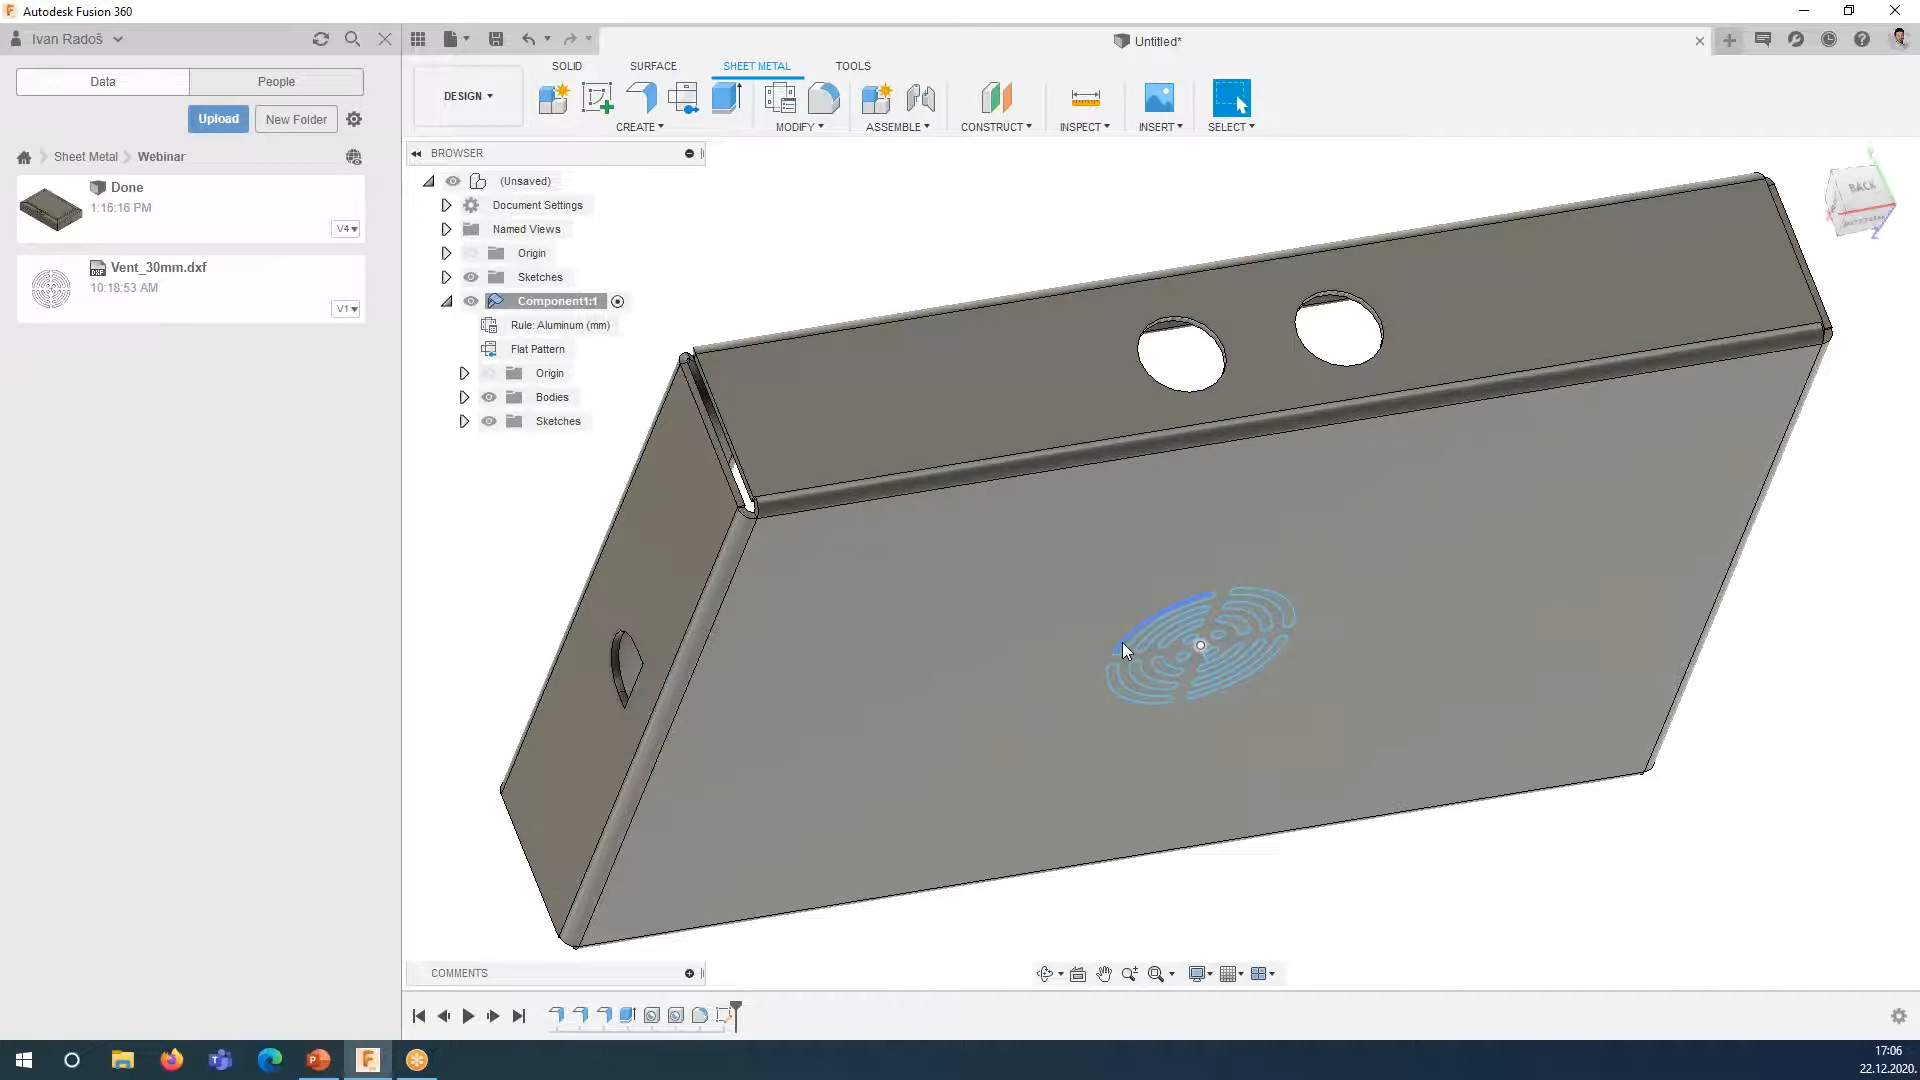 Autodesk Fusion 360
Ivan Radoš
Untitled*
Data
People
Upload
New Folder
Sheet Metal
Webinar
Done
1:16:16 PM
V4
Vent_30mm.dxf
DXF
10:18:53 AM
V1
DESIGN
SOLID
SURFACE
SHEET METAL
TOOLS
CREATE
MODIFY
ASSEMBLE
CONSTRUCT
INSPECT
INSERT
SELECT
BROWSER
(Unsaved)
Document Settings
Named Views
Origin
Sketches
Component1:1
Rule: Aluminum (mm)
Flat Pattern
Origin
Bodies
Sketches
BACK
X
Z
COMMENTS
17:06
22.12.2020.